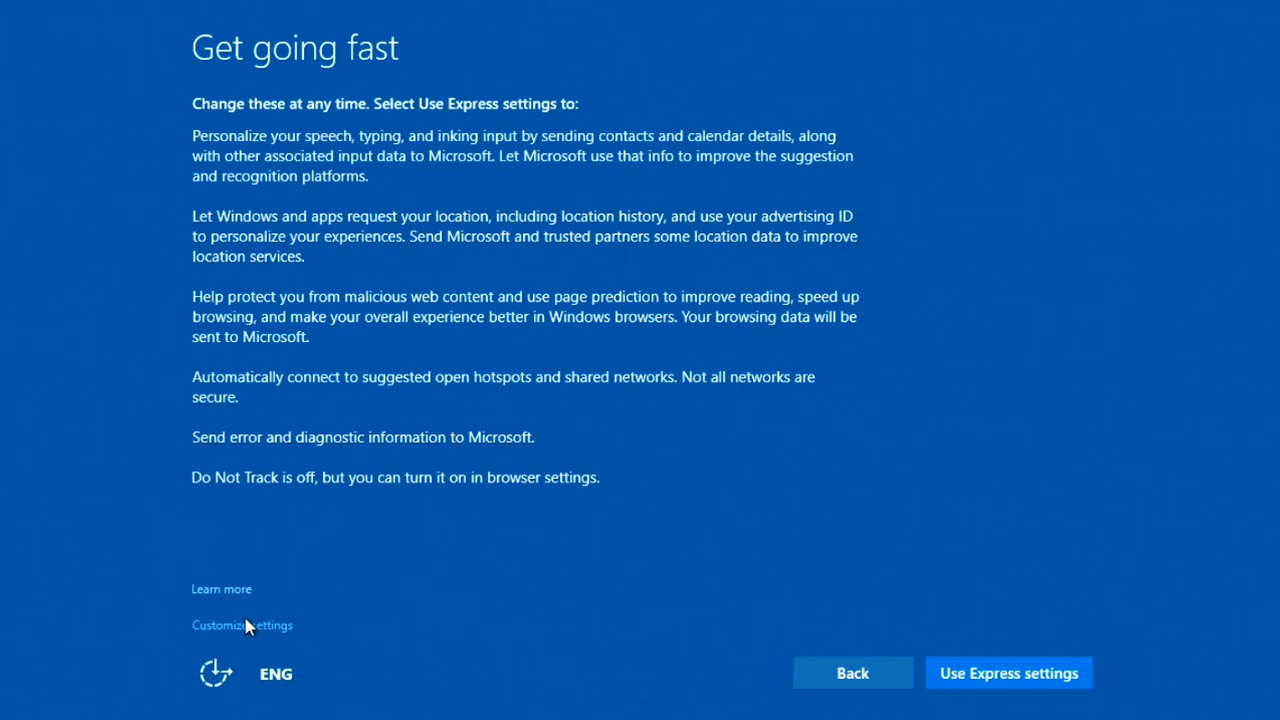 Get going fast
Change these at any time. Select Use Express settings to:
Personalize your speech, typing, and inking input by sending contacts and calendar details, along
with other associated input data to Microsoft. Let Microsoft use that info to improve the suggestion
and recognition platforms.
Let Windows and apps request your location, including location history, and use your advertising ID
to personalize your experiences. Send Microsoft and trusted partners some location data to improve
location services.
Help protect you from malicious web content and use page prediction to improve reading, speed up
browsing, and make your overall experience better in Windows browsers. Your browsing data will be
sent to Microsoft.
Automatically connect to suggested open hotspots and shared networks. Not all networks are
secure.
Send error and diagnostic information to Microsoft.
Do Not Track is off, but you can turn it on in browser settings.
Learn more
Customize settings
ENG
Back
Use Express settings